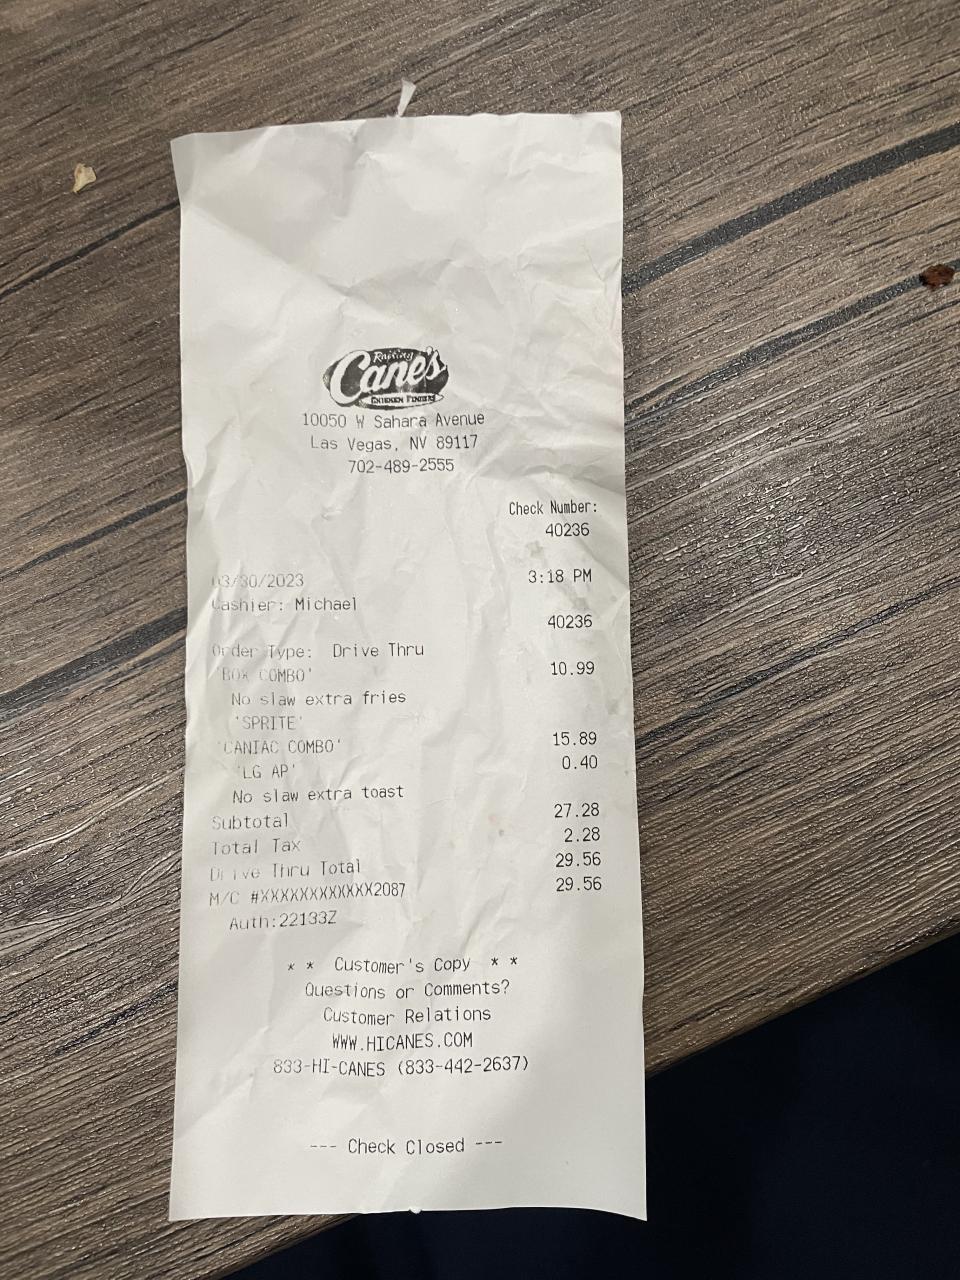 Raising
Cane's
CHICKEN FINGERS
10050 W Sahara Avenue
Las Vegas, NV 89117
702-489-2555
Check Number:
40236
03/30/2023 3:18 PM
Cashier: Michael
40236
Order Type: Drive Thru
'BOX COMBO' 10.99
No slaw extra fries
'SPRITE'
'CANIAC COMBO' 15.89
'LG AP' 0.40
No slaw extra toast
Subtotal 27.28
Total Tax 2.28
Drive Thru Total 29.56
M/C #XXXXXXXXXXXX2087 29.56
Auth:22133Z
* * Customer's Copy * *
Questions or Comments?
Customer Relations
WWW.HICANES.COM
833-HI-CANES (833-442-2637)
--- Check Closed ---